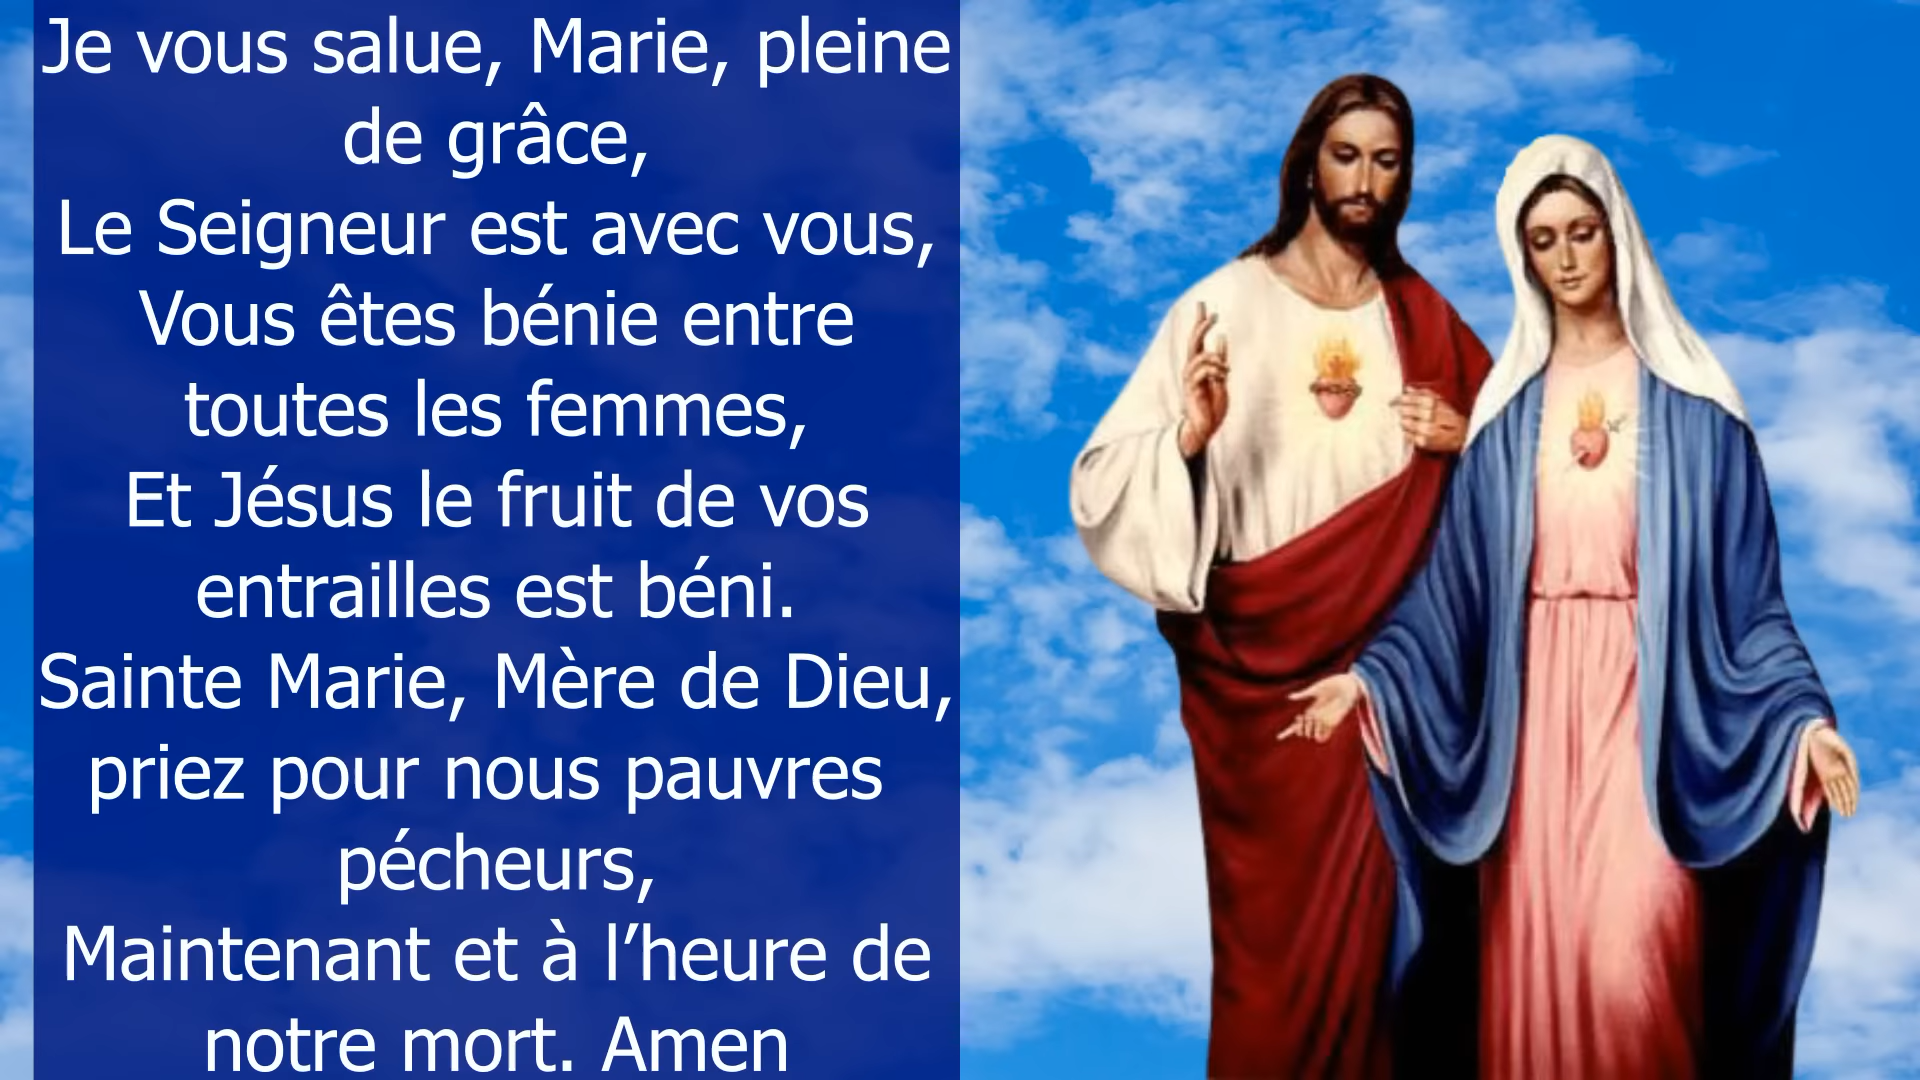 Je vous salue, Marie, pleine
de grâce,
Le Seigneur est avec vous,
Vous êtes bénie entre
toutes les femmes,
Et Jésus le fruit de vos
entrailles est béni.
Sainte Marie, Mère de Dieu,
priez pour nous pauvres
pécheurs,
Maintenant et à l’heure de
notre mort. Amen